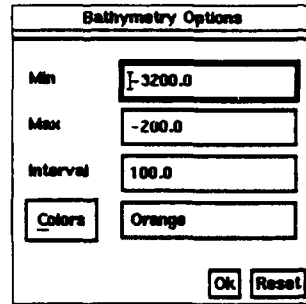 Bathymetry Options
Min -3200.0
Max -200.0
Interval 100.0
Colors Orange
Ok Reset